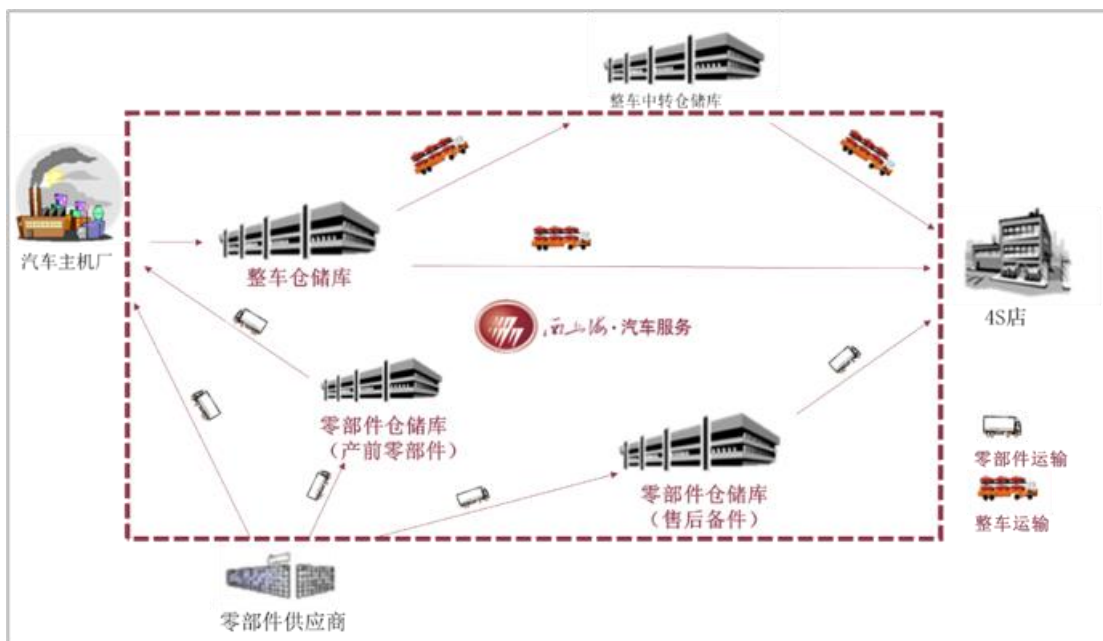 整车中转仓储库
汽车主机厂
整车仓储库
4S店
西上海·汽车服务
零部件仓储库
（产前零部件）
零部件仓储库
（售后备件）
零部件运输
整车运输
零部件供应商